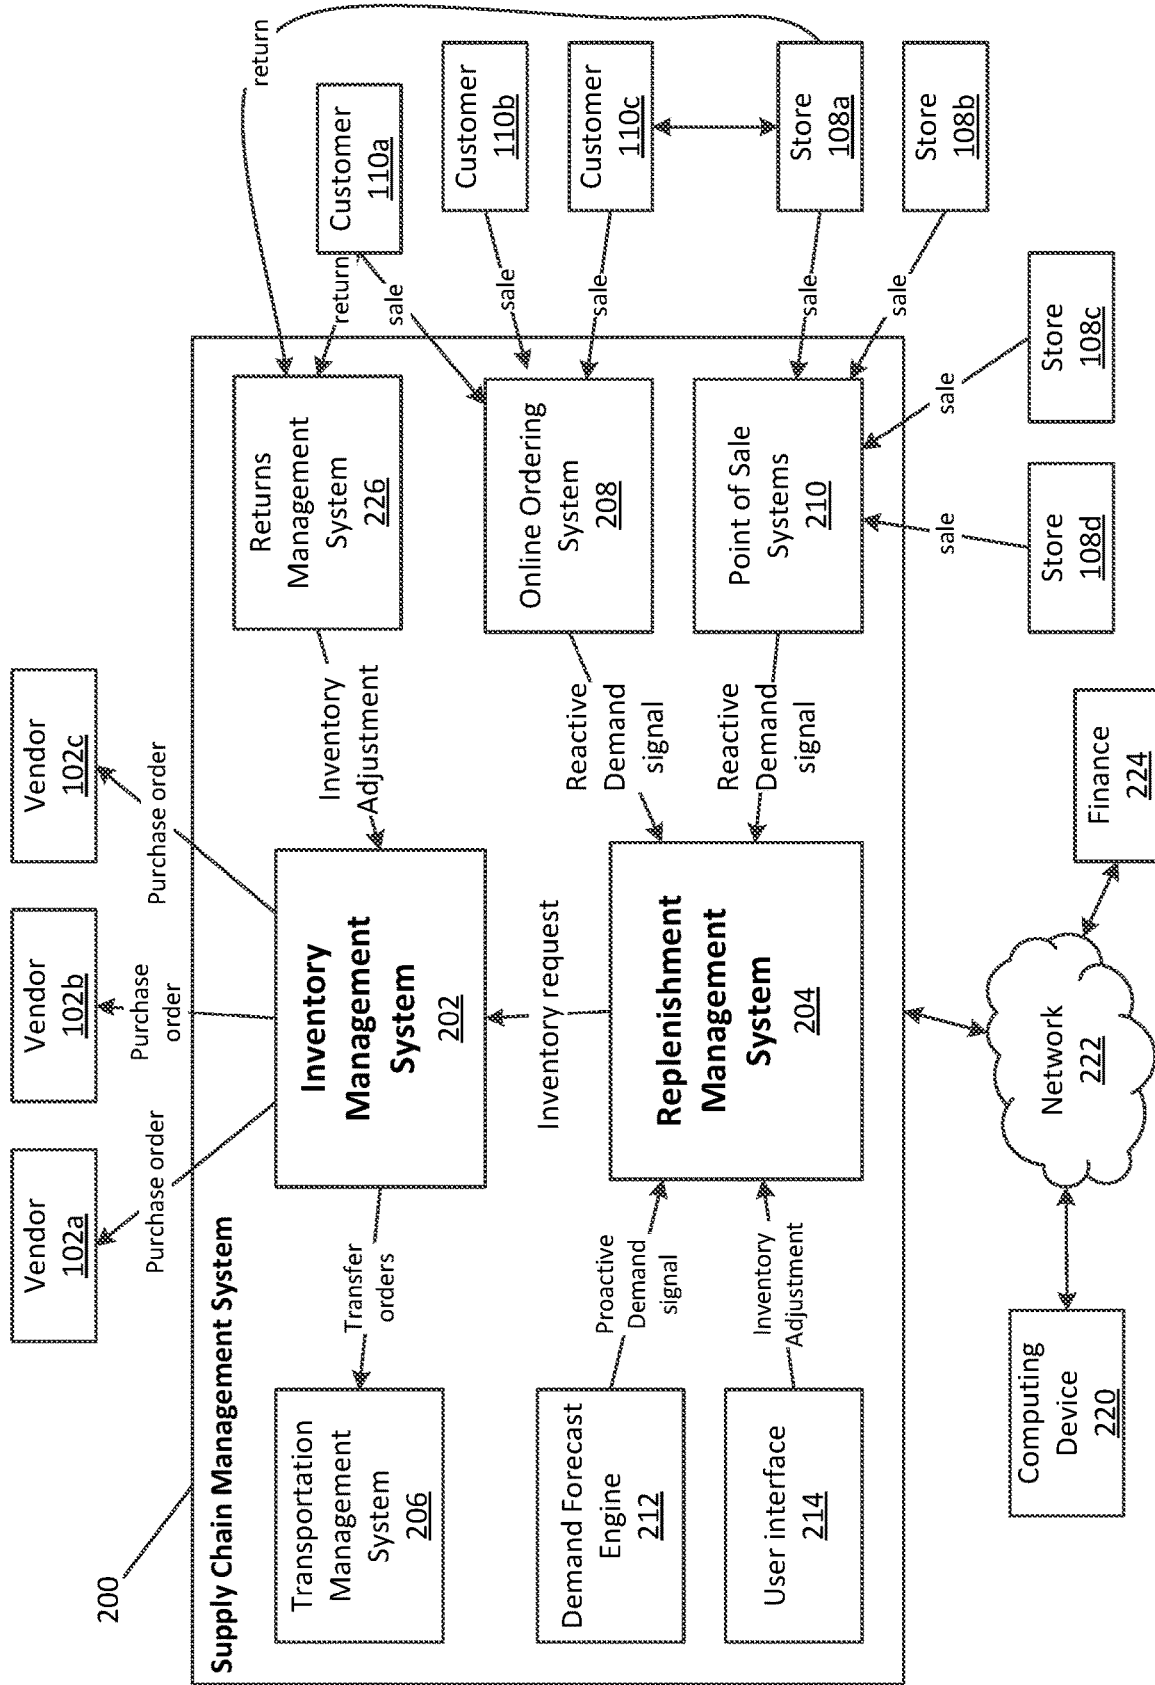 200
Supply Chain Management System
Vendor
102a
Vendor
102b
Vendor
102c
Purchase order
Purchase
order
Purchase order
Transportation
Management
System
206
Transfer
orders
Inventory
Management
System
202
Inventory
Adjustment
Returns
Management
System
226
return
return
Customer
110a
sale
Inventory request
Demand Forecast
Engine
212
Proactive
Demand
signal
Replenishment
Management
System
204
Reactive
Demand
signal
Online Ordering
System
208
sale
Customer
110b
sale
Customer
110c
User interface
214
Inventory
Adjustment
Reactive
Demand
signal
Point of Sale
Systems
210
sale
Store
108a
sale
Store
108b
sale
sale
Store
108d
Store
108c
Computing
Device
220
Network
222
Finance
224